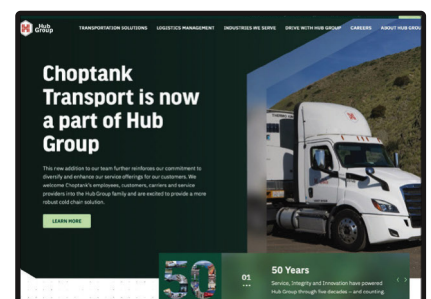 Hub
Group
TRANSPORTATION SOLUTIONS LOGISTICS MANAGEMENT INDUSTRIES WE SERVE DRIVE WITH HUB GROUP CAREERS ABOUT HUB GROU
Choptank
Transport is now
a part of Hub
Group
This new addition to our team further reinforces our commitment to
diversify and enhance our service offerings for our customers. We
welcome Choptank's employees, customers, carriers and service
providers into the Hub Group family and are excited to provide a more
robust cold chain solution.
LEARN MORE
50
01
50 Years
Service, Integrity and Innovation have powered
Hub Group through five decades – and counting.